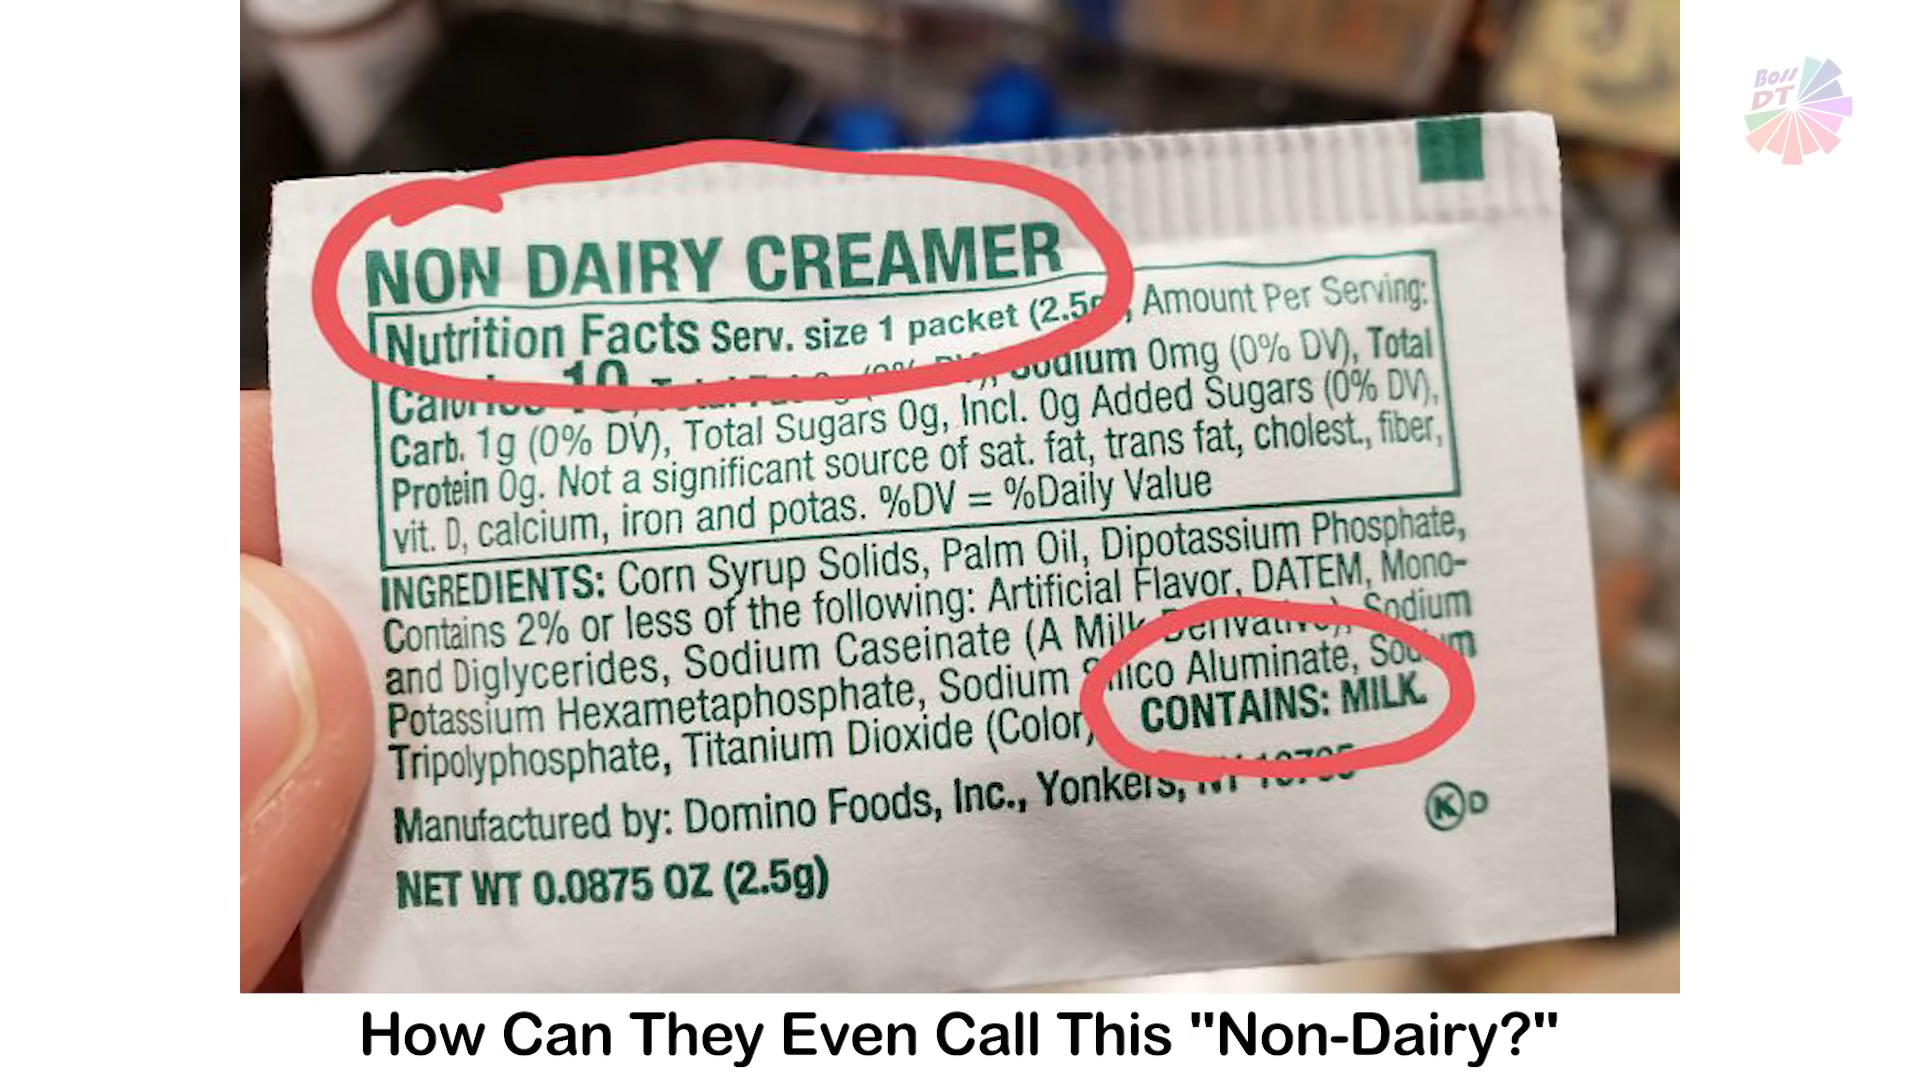 Boss
DT
NON DAIRY CREAMER
Nutrition Facts Serv. size 1 packet (2.5g Amount Per Serving:
Calories 10, Total Fat (0% DV), Sodium 0mg (0% DV), Total
Carb. 1g (0% DV), Total Sugars 0g, Incl. 0g Added Sugars (0% DV),
Protein 0g. Not a significant source of sat. fat, trans fat, cholest., fiber,
vit. D, calcium, iron and potas. %DV = %Daily Value
INGREDIENTS: Corn Syrup Solids, Palm Oil, Dipotassium Phosphate,
Contains 2% or less of the following: Artificial Flavor, DATEM, Mono-
and Diglycerides, Sodium Caseinate (A Milk Derivative), Sodium
Potassium Hexametaphosphate, Sodium Silico Aluminate, Sodium
Tripolyphosphate, Titanium Dioxide (Color) CONTAINS: MILK.
Manufactured by: Domino Foods, Inc., Yonkers, NY 10705
K D
NET WT 0.0875 OZ (2.5g)
How Can They Even Call This "Non-Dairy?"